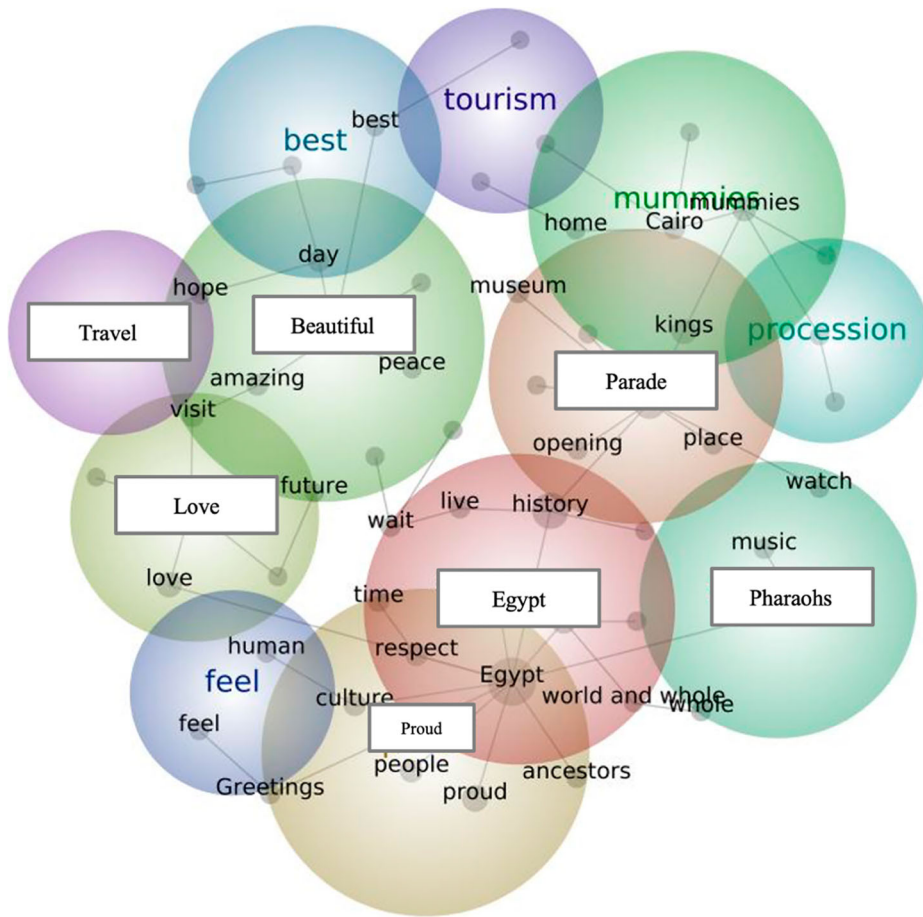 tourism
best
best
mummies
mummies
home
Cairo
day
hope
museum
Travel
Beautiful
kings
procession
peace
amazing
Parade
visit
opening
place
future
watch
Love
live
history
wait
music
love
time
Egypt
Pharaohs
human
respect
feel
Egypt
culture
world and whole
whole
feel
Proud
people
ancestors
Greetings
proud